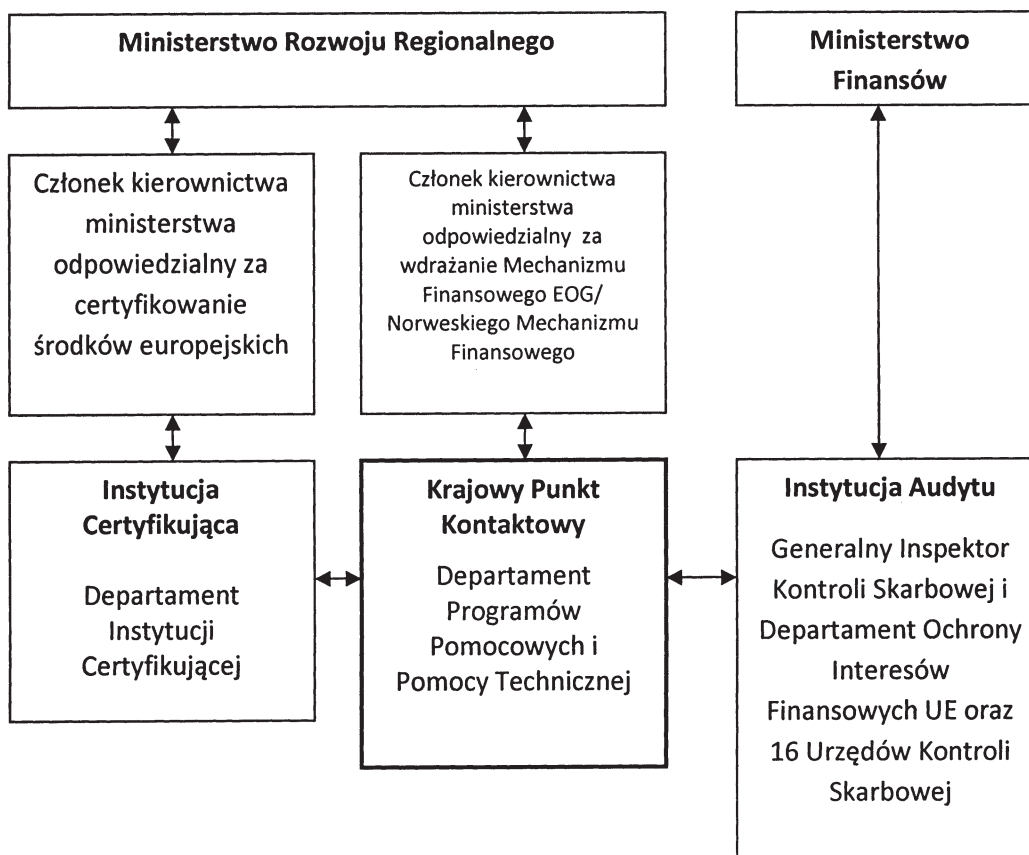 Ministerstwo Rozwoju Regionalnego
Ministerstwo
Finansów
Członek kierownictwa
ministerstwa
odpowiedzialny za
certyfikowanie
środków europejskich
Członek kierownictwa
ministerstwa
odpowiedzialny za
wdrażanie Mechanizmu
Finansowego EOG/
Norweskiego Mechanizmu
Finansowego
Instytucja
Certyfikująca
Departament
Instytucji
Certyfikującej
Krajowy Punkt
Kontaktowy
Departament
Programów
Pomocowych i
Pomocy Technicznej
Instytucja Audytu
Generalny Inspektor
Kontroli Skarbowej i
Departament Ochrony
Interesów
Finansowych UE oraz
16 Urzędów Kontroli
Skarbowej